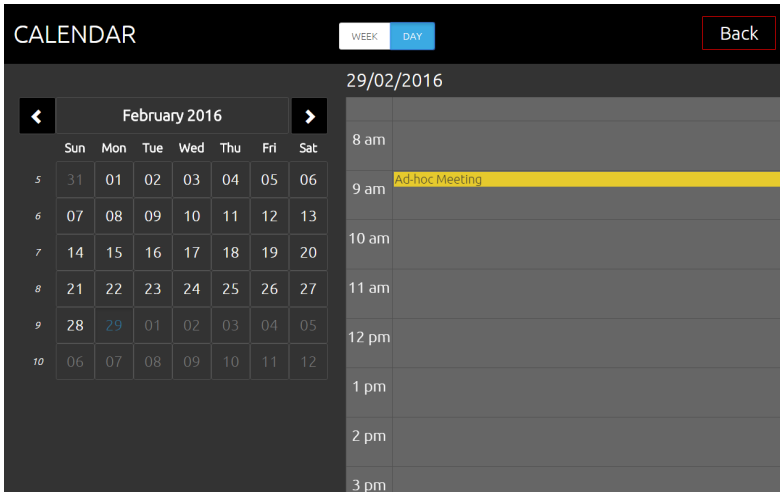 CALENDAR
WEEK DAY
Back
February 2016
Sun Mon Tue Wed Thu Fri Sat
5 31 01 02 03 04 05 06
6 07 08 09 10 11 12 13
7 14 15 16 17 18 19 20
8 21 22 23 24 25 26 27
9 28 29 01 02 03 04 05
10 06 07 08 09 10 11 12
29/02/2016
8 am
9 am Ad-hoc Meeting
10 am
11 am
12 pm
1 pm
2 pm
3 pm